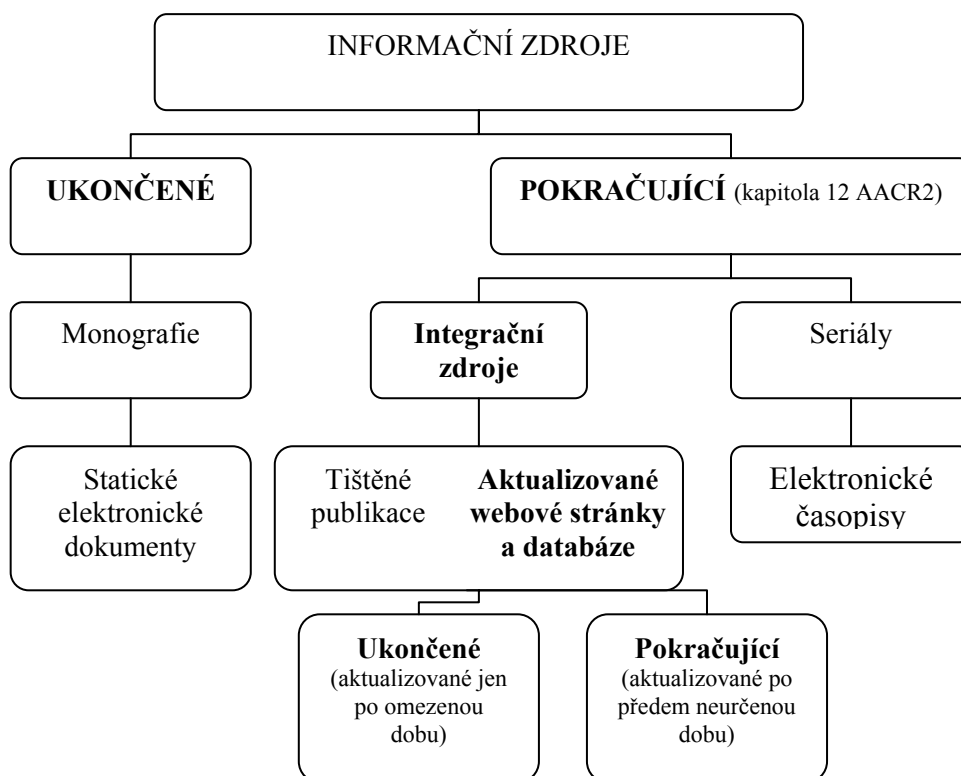 INFORMAČNÍ ZDROJE
UKONČENÉ
POKRAČUJÍCÍ (kapitola 12 AACR2)
Monografie
Integrační
zdroje
Seriály
Statické
elektronické
dokumenty
Tištěné
publikace
Aktualizované
webové stránky
a databáze
Elektronické
časopisy
Ukončené
(aktualizované jen
po omezenou
dobu)
Pokračující
(aktualizované po
předem neurčenou
dobu)